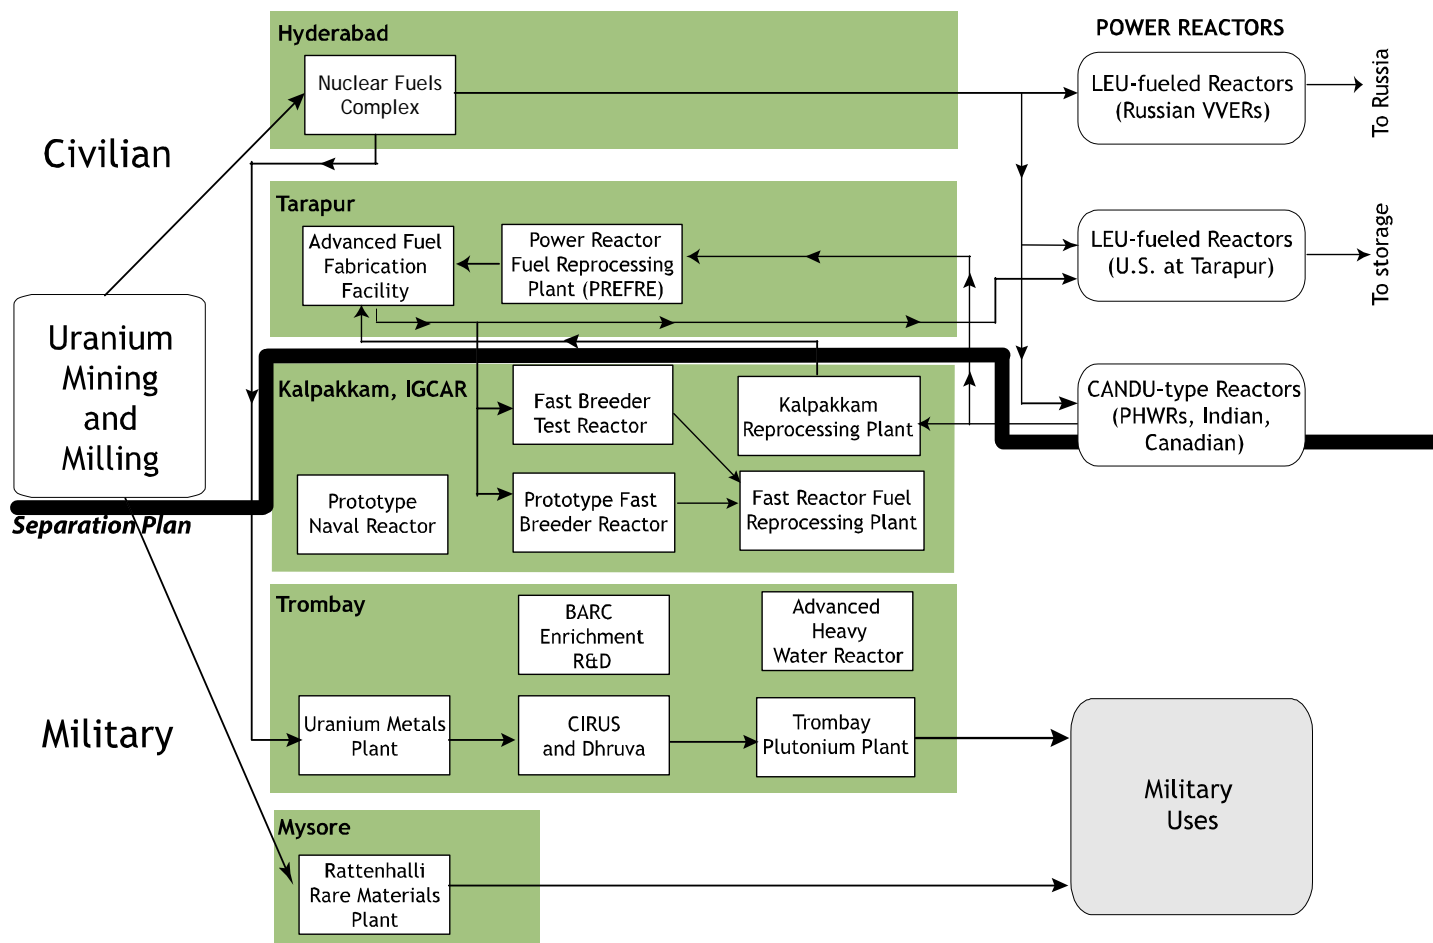 Hyderabad
Nuclear Fuels
Complex
POWER REACTORS
LEU-fueled Reactors
(Russian VVERs)
To Russia
Civilian
Tarapur
Advanced Fuel
Fabrication
Facility
Power Reactor
Fuel Reprocessing
Plant (PREFRE)
LEU-fueled Reactors
(U.S. at Tarapur)
To storage
Uranium
Mining
and
Milling
Kalpakkam, IGCAR
Fast Breeder
Test Reactor
Kalpakkam
Reprocessing Plant
CANDU-type Reactors
(PHWRs, Indian,
Canadian)
Prototype
Naval Reactor
Prototype Fast
Breeder Reactor
Fast Reactor Fuel
Reprocessing Plant
Separation Plan
Trombay
BARC
Enrichment
R&D
Advanced
Heavy
Water Reactor
Military
Uranium Metals
Plant
CIRUS
and Dhruva
Trombay
Plutonium Plant
Military
Uses
Mysore
Rattenhalli
Rare Materials
Plant